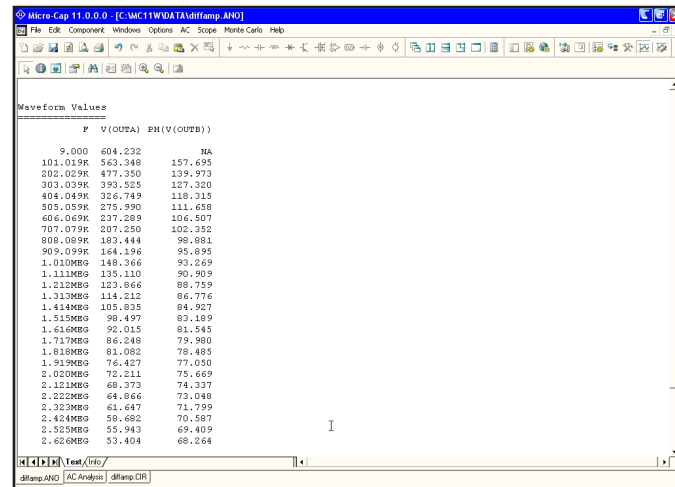 Micro-Cap 11.0.0.0 - [C:\MC11W\DATA\diffamp.ANO]
File Edit Component Windows Options AC Scope Monte Carlo Help
Waveform Values
===============
F V(OUTA) PH(V(OUTB))
9.000 604.232 NA
101.019K 563.348 157.695
202.029K 477.350 139.973
303.039K 393.525 127.320
404.049K 326.749 118.315
505.059K 275.990 111.658
606.069K 237.289 106.507
707.079K 207.250 102.352
808.089K 183.444 98.881
909.099K 164.196 95.895
1.010MEG 148.366 93.269
1.111MEG 135.110 90.909
1.212MEG 123.866 88.759
1.313MEG 114.212 86.776
1.414MEG 105.835 84.927
1.515MEG 98.497 83.189
1.616MEG 92.015 81.545
1.717MEG 86.248 79.980
1.818MEG 81.082 78.485
1.919MEG 76.427 77.050
2.020MEG 72.211 75.669
2.121MEG 68.373 74.337
2.222MEG 64.866 73.048
2.323MEG 61.647 71.799
2.424MEG 58.682 70.587
2.525MEG 55.943 69.409
2.626MEG 53.404 68.264
Text Info
diffamp.ANO AC Analysis diffamp.CIR